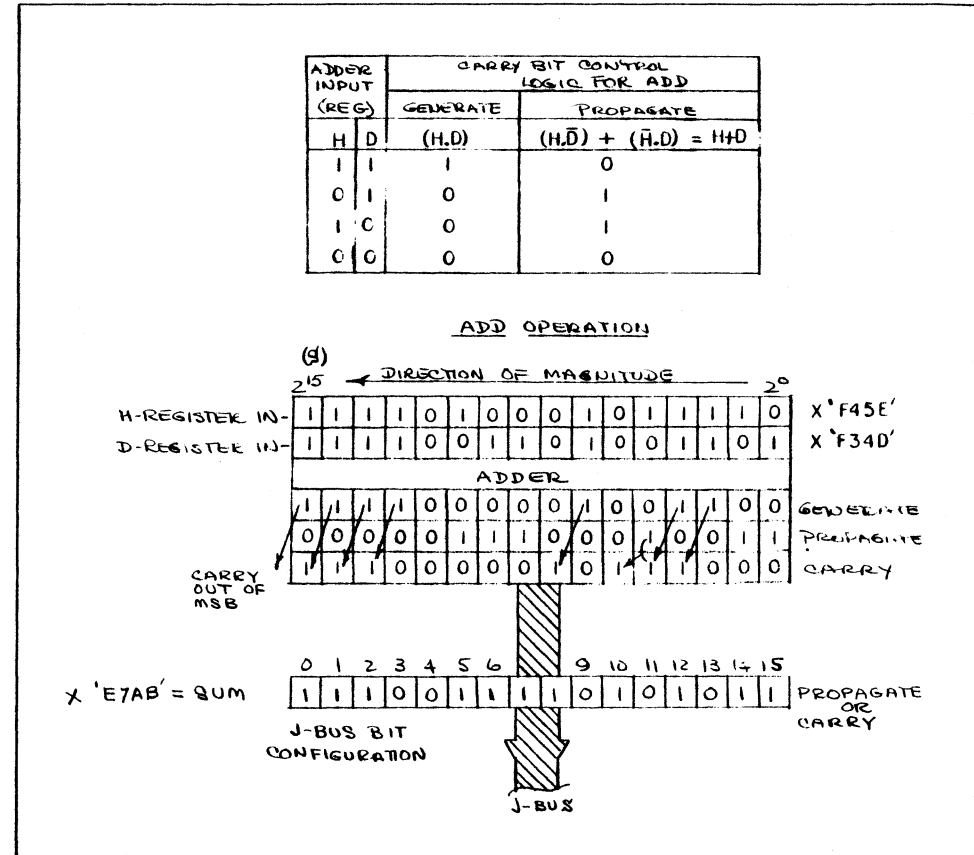 ADDER INPUT (REG)
CARRY BIT CONTROL LOGIC FOR ADD
GENERATE PROPAGATE
H D (H.D) (H.D̄) + (H̄.D) = H+D
1 1 1 0
0 1 0 1
1 0 0 1
0 0 0 0
ADD OPERATION
2¹⁵ DIRECTION OF MAGNITUDE 2⁰
H-REGISTER IN- 1 1 1 1 0 1 0 0 0 1 0 1 1 1 1 0 X 'F45E'
D-REGISTER IN- 1 1 1 1 0 0 1 1 0 1 0 0 1 1 0 1 X 'F34D'
ADDER
1 1 1 1 0 0 0 0 0 1 0 0 1 1 0 0 GENERATE
0 0 0 0 0 1 1 1 0 0 0 1 0 0 1 1 PROPAGATE
1 1 1 0 0 0 0 0 1 0 1 1 1 0 0 0 CARRY
CARRY
OUT OF
MSB
0 1 2 3 4 5 6 9 10 11 12 13 14 15
X 'E7AB' = SUM 1 1 1 0 0 1 1 1 1 0 1 0 1 0 1 1 PROPAGATE
OR
CARRY
J-BUS BIT
CONFIGURATION
J-BUS